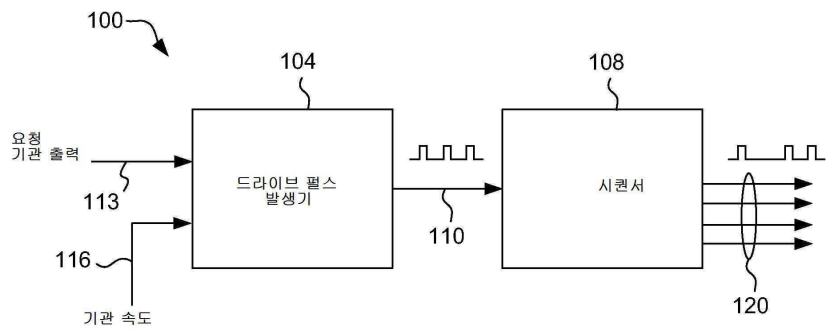 100
104
108
요청
기관 출력
113
드라이브 펄스
발생기
110
시퀀서
116
기관 속도
120